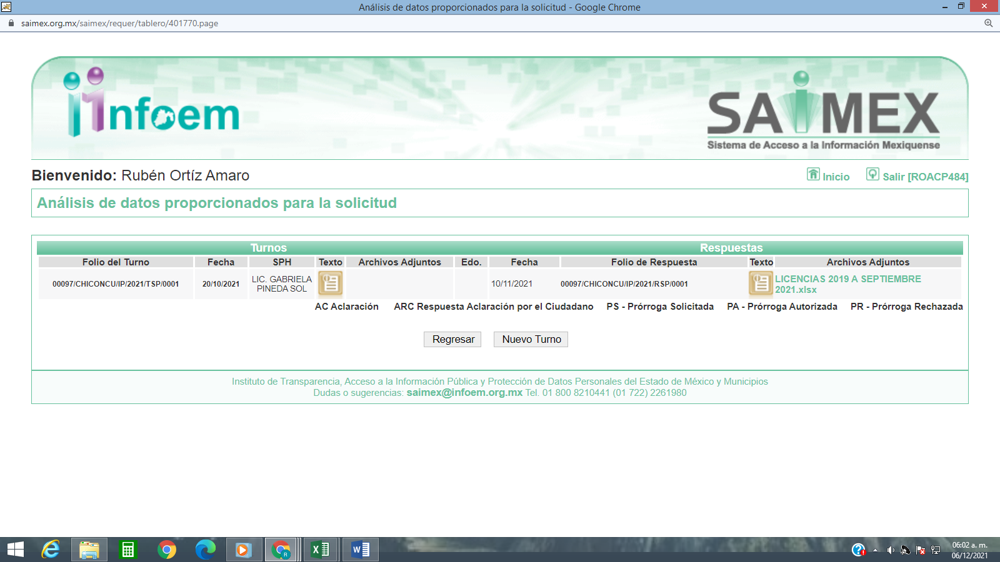 Análisis de datos proporcionados para la solicitud - Google Chrome
saimex.org.mx/saimex/requer/tablero/401770.page
infoem
SAIMEX
Sistema de Acceso a la Información Mexiquense
Bienvenido: Rubén Ortíz Amaro
Inicio Salir [ROACP484]
Análisis de datos proporcionados para la solicitud
Turnos Respuestas
Folio del Turno Fecha SPH Texto Archivos Adjuntos Edo. Fecha Folio de Respuesta Texto Archivos Adjuntos
00097/CHICONCU/IP/2021/TSP/0001 20/10/2021 LIC. GABRIELA PINEDA SOL 10/11/2021 00097/CHICONCU/IP/2021/RSP/0001 LICENCIAS 2019 A SEPTIEMBRE 2021.xlsx
AC Aclaración ARC Respuesta Aclaración por el Ciudadano PS - Prórroga Solicitada PA - Prórroga Autorizada PR - Prórroga Rechazada
Regresar Nuevo Turno
Instituto de Transparencia, Acceso a la Información Pública y Protección de Datos Personales del Estado de México y Municipios
Dudas o sugerencias: saimex@infoem.org.mx Tel. 01 800 8210441 (01 722) 2261980
06:02 a. m.
06/12/2021